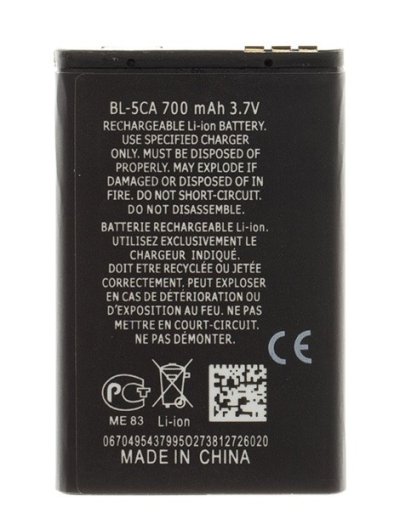 BL-5CA 700 mAh 3.7V
RECHARGEABLE Li-ion BATTERY.
USE SPECIFIED CHARGER
ONLY. MUST BE DISPOSED OF
PROPERLY. MAY EXPLODE IF
DAMAGED OR DISPOSED OF IN
FIRE. DO NOT SHORT-CIRCUIT.
DO NOT DISASSEMBLE.
BATTERIE RECHARGEABLE Li-ion.
UTILISEZ EXCLUSIVEMENT LE
CHARGEUR INDIQUÉ.
DOIT ETRE RECYCLÉE OU JETÉE
CORRECTEMENT. PEUT EXPLOSER
EN CAS DE DÉTÉRIORATION OU
D'EXPOSITION AU FEU. NE PAS
METTRE EN COURT-CIRCUIT.
NE PAS DÉMONTER.
CE
РСТ
ME 83 Li-ion
0670495437995O273812726020
MADE IN CHINA